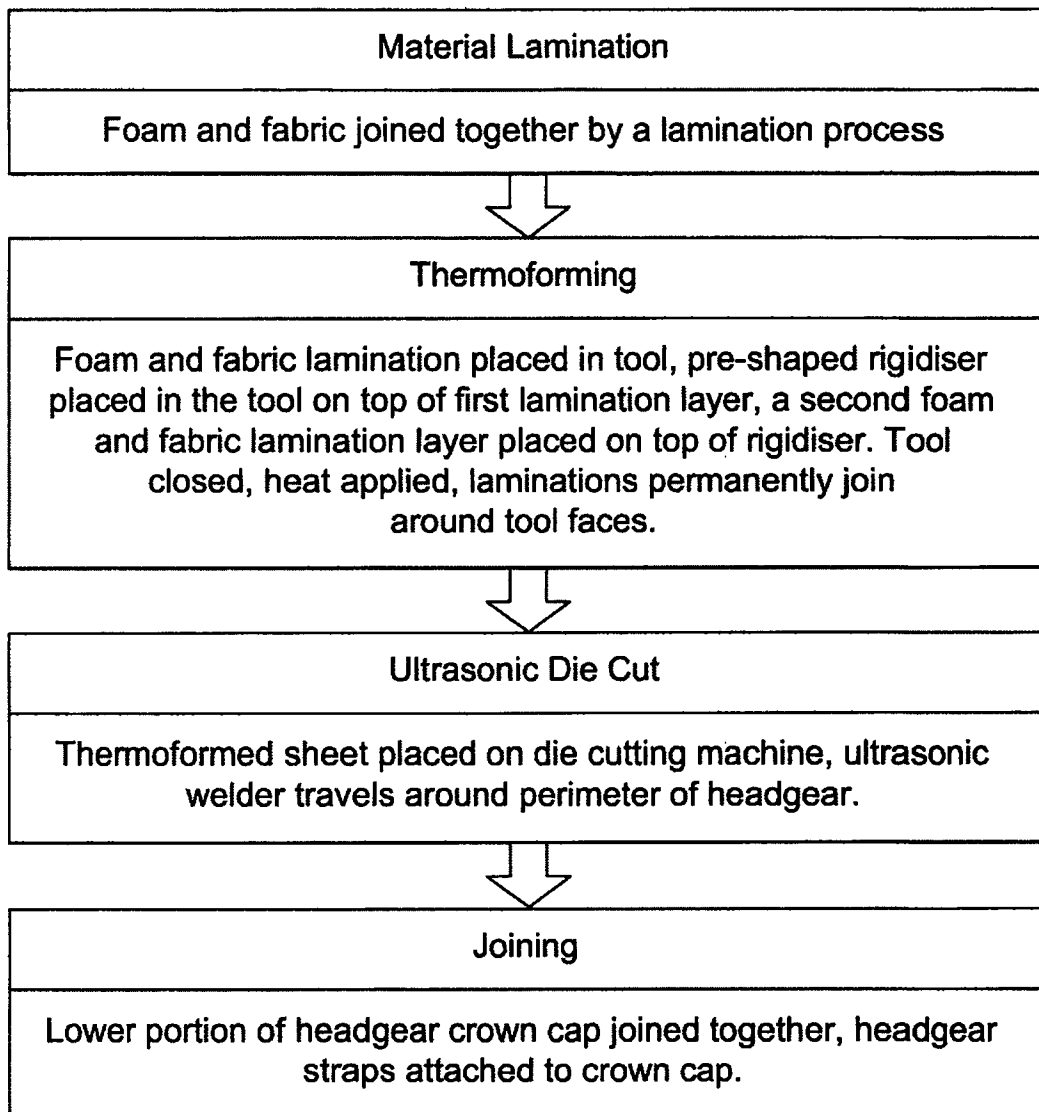 Material Lamination
Foam and fabric joined together by a lamination process
Thermoforming
Foam and fabric lamination placed in tool, pre-shaped rigidiser
placed in the tool on top of first lamination layer, a second foam
and fabric lamination layer placed on top of rigidiser. Tool
closed, heat applied, laminations permanently join
around tool faces.
Ultrasonic Die Cut
Thermoformed sheet placed on die cutting machine, ultrasonic
welder travels around perimeter of headgear.
Joining
Lower portion of headgear crown cap joined together, headgear
straps attached to crown cap.